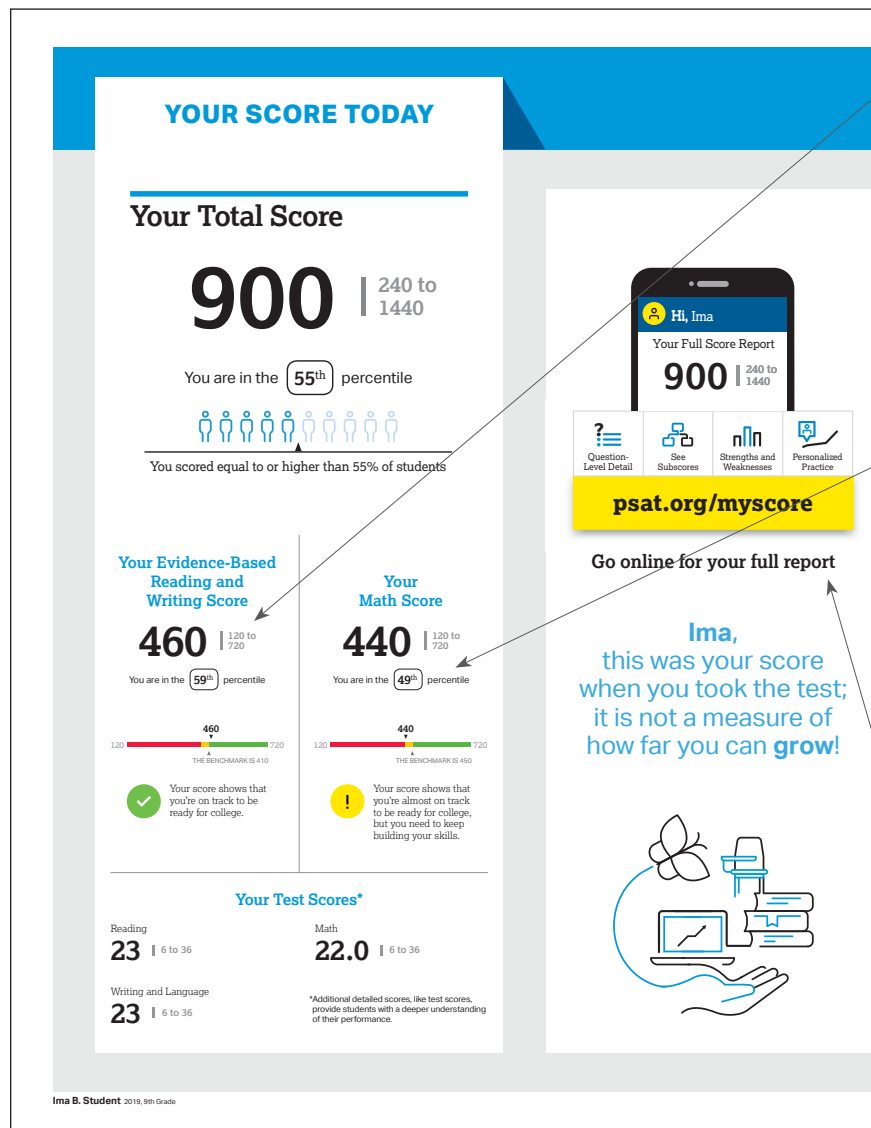 YOUR SCORE TODAY
Your Total Score
900 | 240 to
1440
You are in the 55th percentile
You scored equal to or higher than 55% of students
Your Evidence-Based
Reading and
Writing Score
460 | 120 to
720
You are in the 59th percentile
460
120 720
THE BENCHMARK IS 410
Your score shows that
you're on track to be
ready for college.
Your
Math Score
440 | 120 to
720
You are in the 49th percentile
440
120 720
THE BENCHMARK IS 450
!
Your score shows that
you're almost on track
to be ready for college,
but you need to keep
building your skills.
Your Test Scores*
Reading
23 | 6 to 36
Math
22.0 | 6 to 36
Writing and Language
23 | 6 to 36
*Additional detailed scores, like test scores,
provide students with a deeper understanding
of their performance.
Hi, Ima
Your Full Score Report
900 | 240 to
1440
?
Question-
Level Detail
See
Subscores
Strengths and
Weaknesses
Personalized
Practice
psat.org/myscore
Go online for your full report
Ima,
this was your score
when you took the test;
it is not a measure of
how far you can grow!
Ima B. Student 2019, 9th Grade